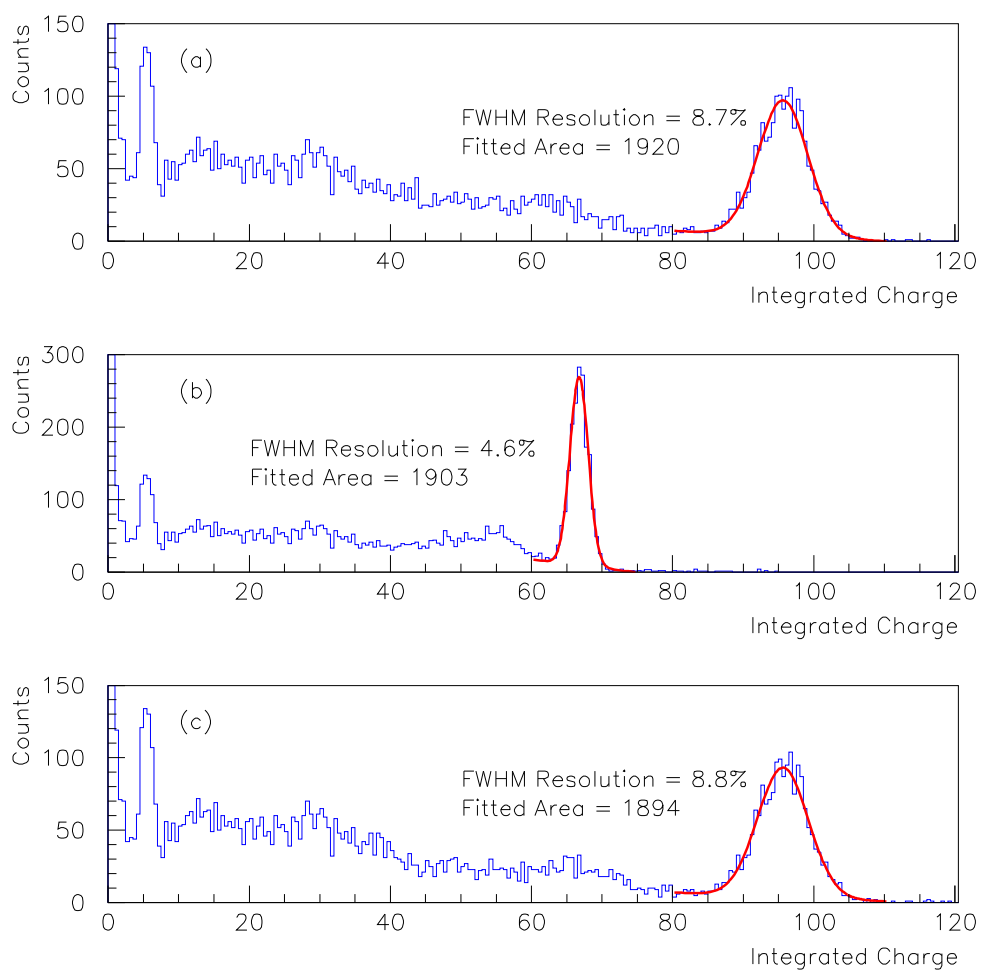 Counts
150
100
50
0
(a)
FWHM Resolution = 8.7%
Fitted Area = 1920
0 20 40 60 80 100 120
Integrated Charge
Counts
300
200
100
0
(b)
FWHM Resolution = 4.6%
Fitted Area = 1903
0 20 40 60 80 100 120
Integrated Charge
Counts
150
100
50
0
(c)
FWHM Resolution = 8.8%
Fitted Area = 1894
0 20 40 60 80 100 120
Integrated Charge